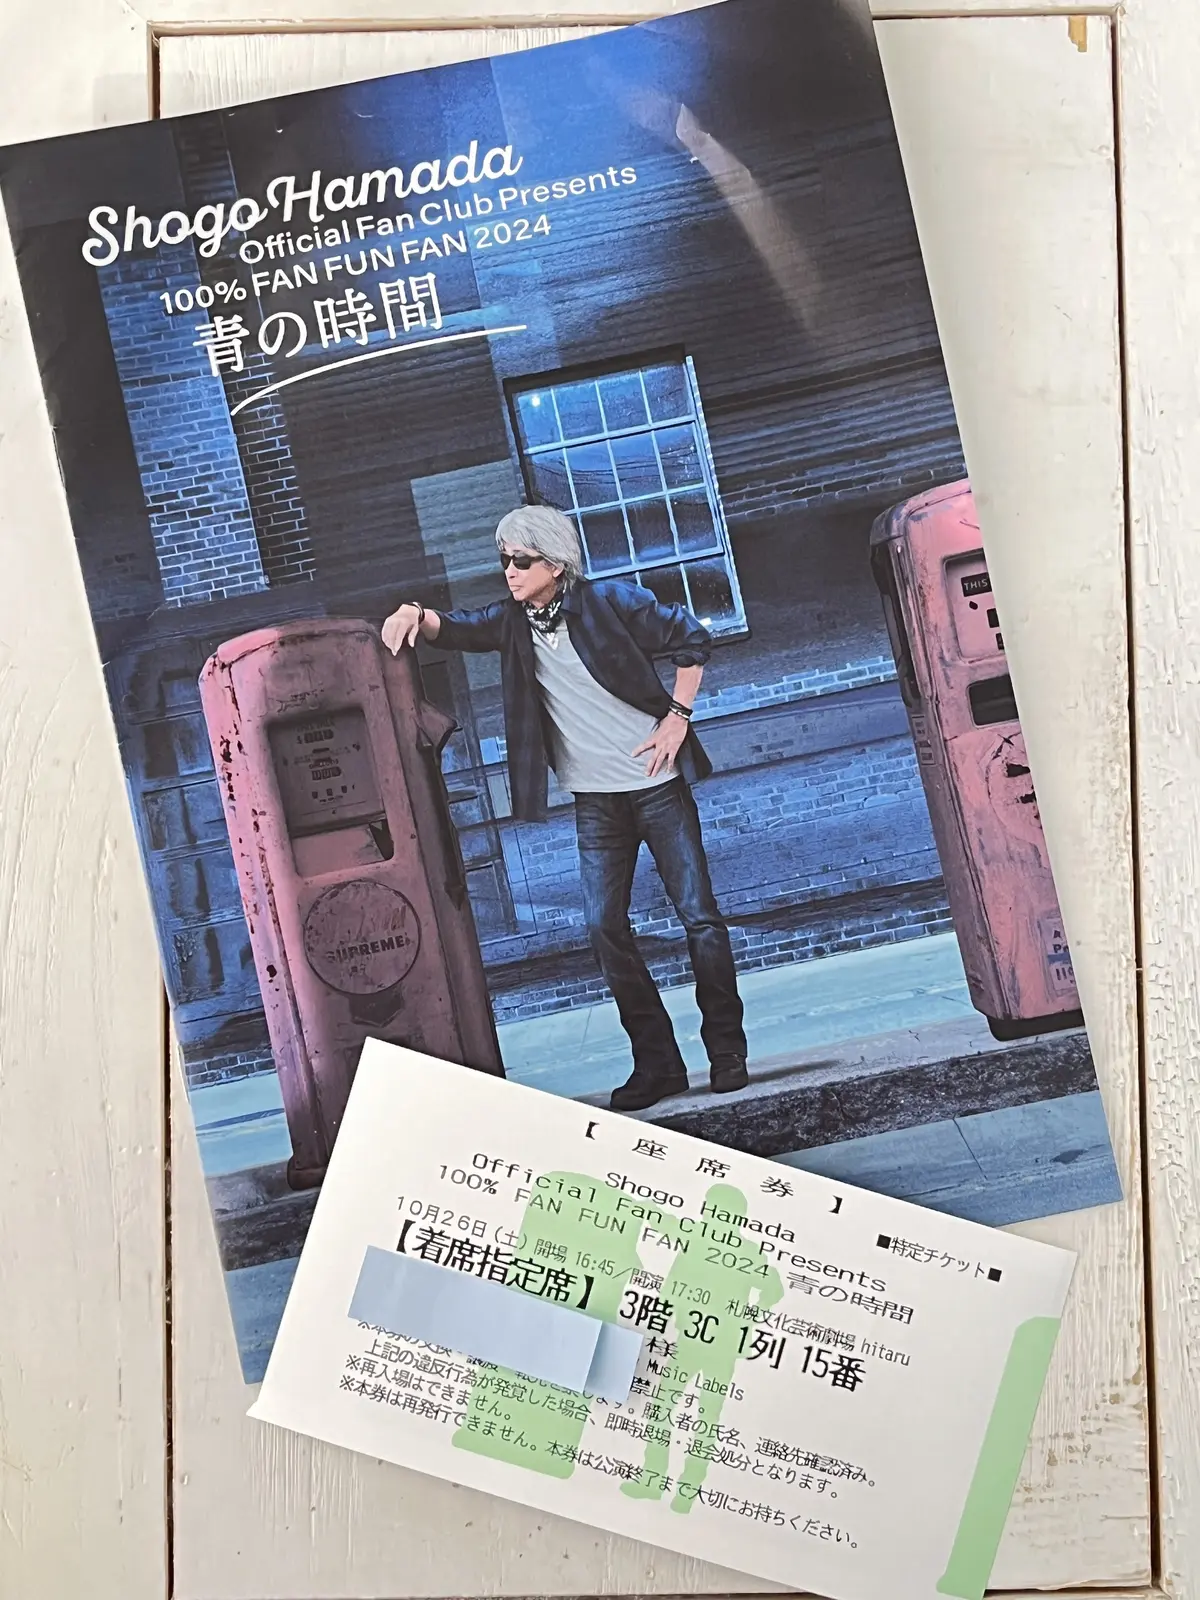 Shogo Hamada
Official Fan Club Presents
100% FAN FUN FAN 2024
青の時間
THIS
SUPREME
【 座 席 券 】
■特定チケット■
Shogo Hamada
Official Fan Club Presents
100% FAN FUN FAN 2024 青の時間
10月26日(土) 開場 16:45/開演 17:30 札幌文化芸術劇場 hitaru
【着席指定席】 3階 3C 1列 15番
様
Music Labels
禁止です。
購入者の氏名、連絡先確認済み。
上記の違反行為が発覚した場合、即時退場・退会処分となります。
※再入場はできません。
※本券は再発行できません。本券は公演終了まで大切にお持ちください。